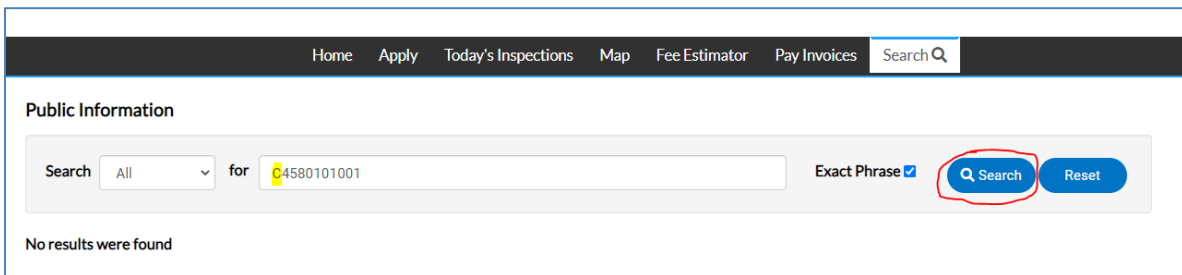 Home Apply Today's Inspections Map Fee Estimator Pay Invoices Search
Public Information
Search All for C4580101001 Exact Phrase Search Reset
No results were found